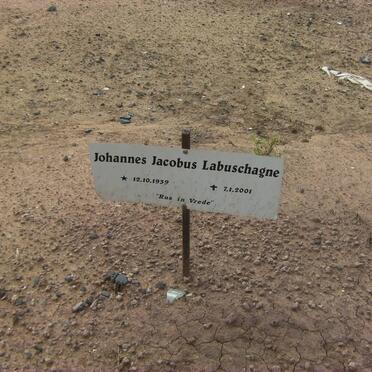 Johannes Jacobus Labuschagne
★ 12.10.1939 ✝ 7.1.2001
"Rus in Vrede"